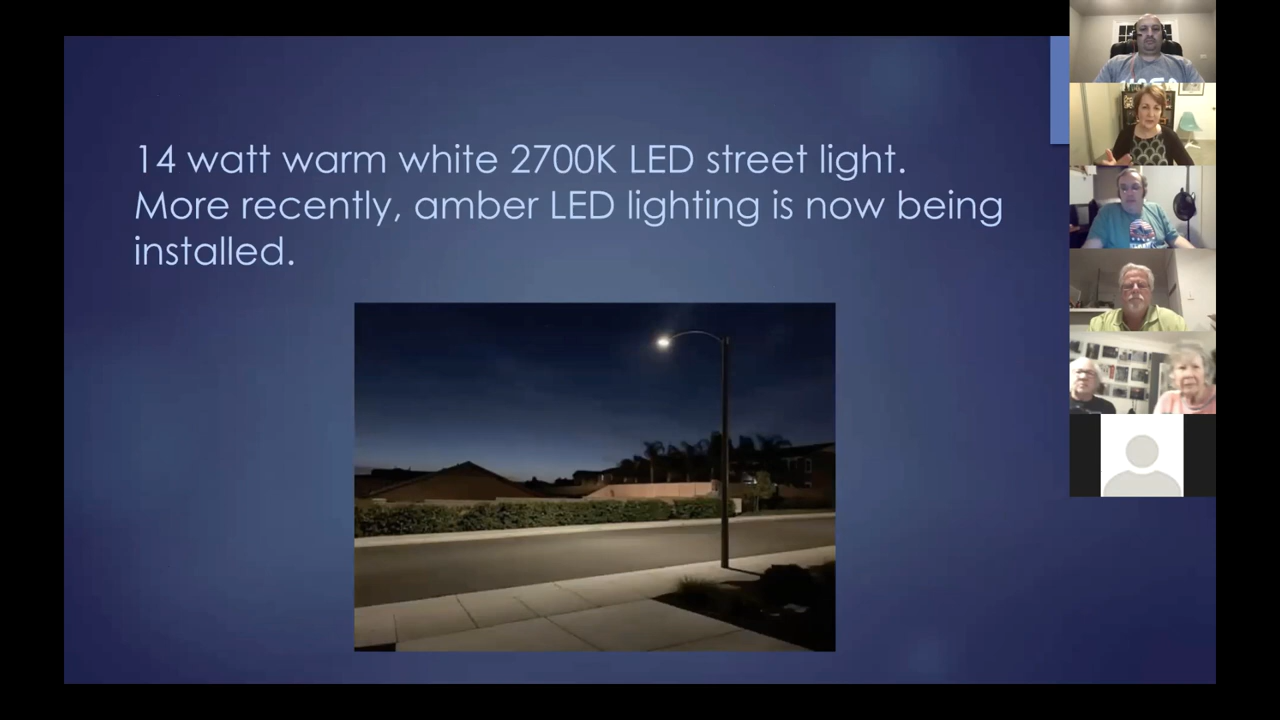 14 watt warm white 2700K LED street light.
More recently, amber LED lighting is now being
installed.